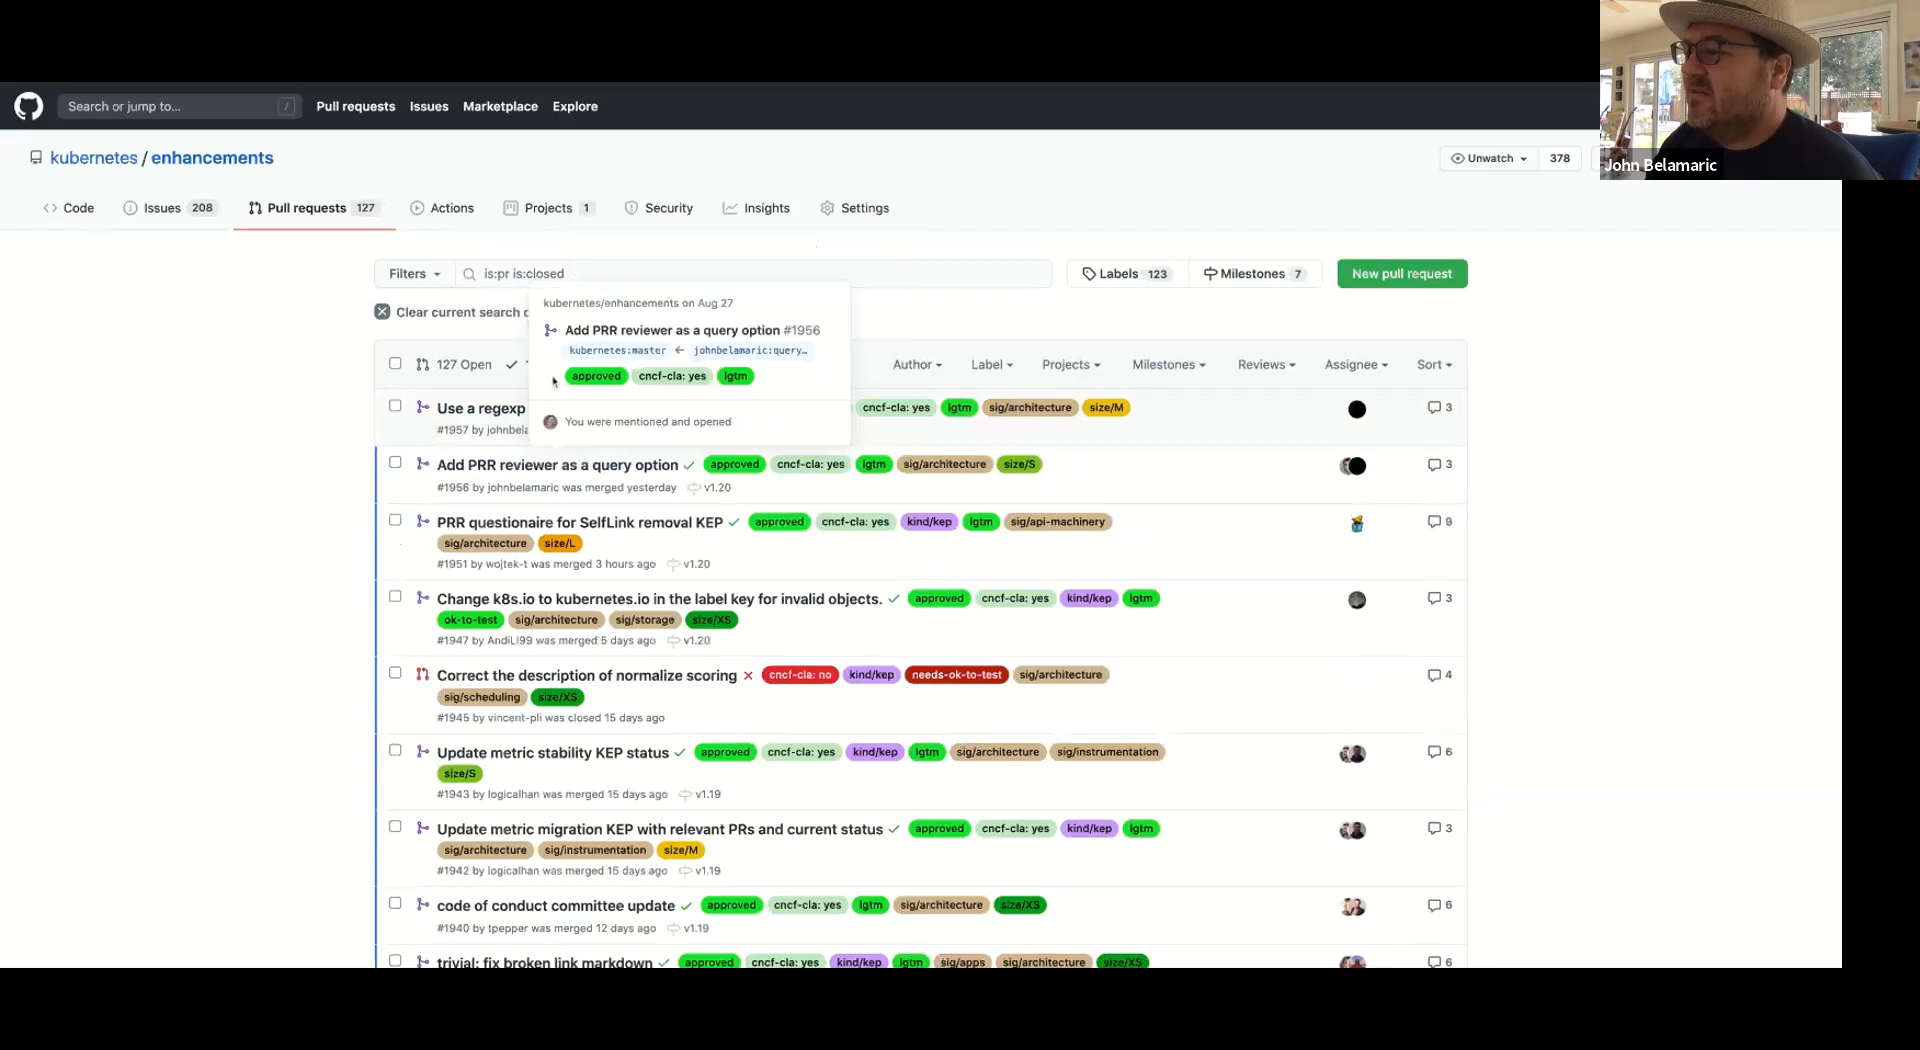 Search or jump to... /
Pull requests Issues Marketplace Explore
kubernetes / enhancements
Unwatch 378
John Belamaric
Code Issues 208 Pull requests 127 Actions Projects 1 Security Insights Settings
Filters is:pr is:closed Labels 123 Milestones 7 New pull request
Clear current search
kubernetes/enhancements on Aug 27
Add PRR reviewer as a query option #1956
kubernetes:master ← johnbelamaric:query…
approved cncf-cla: yes lgtm
You were mentioned and opened
127 Open Author Label Projects Milestones Reviews Assignee Sort
Use a regexp cncf-cla: yes lgtm sig/architecture size/M 3
#1957 by johnbela
Add PRR reviewer as a query option approved cncf-cla: yes lgtm sig/architecture size/S 3
#1956 by johnbelamaric was merged yesterday v1.20
PRR questionaire for SelfLink removal KEP approved cncf-cla: yes kind/kep lgtm sig/api-machinery 9
sig/architecture size/L
#1951 by wojtek-t was merged 3 hours ago v1.20
Change k8s.io to kubernetes.io in the label key for invalid objects. approved cncf-cla: yes kind/kep lgtm 3
ok-to-test sig/architecture sig/storage size/XS
#1947 by AndiLi99 was merged 5 days ago v1.20
Correct the description of normalize scoring cncf-cla: no kind/kep needs-ok-to-test sig/architecture 4
sig/scheduling size/XS
#1945 by vincent-pli was closed 15 days ago
Update metric stability KEP status approved cncf-cla: yes kind/kep lgtm sig/architecture sig/instrumentation 6
size/S
#1943 by logicalhan was merged 15 days ago v1.19
Update metric migration KEP with relevant PRs and current status approved cncf-cla: yes kind/kep lgtm 3
sig/architecture sig/instrumentation size/M
#1942 by logicalhan was merged 15 days ago v1.19
code of conduct committee update approved cncf-cla: yes lgtm sig/architecture size/XS 6
#1940 by tpepper was merged 12 days ago v1.19
trivial: fix broken link markdown approved cncf-cla: yes kind/kep lgtm sig/apps sig/architecture size/XS 6